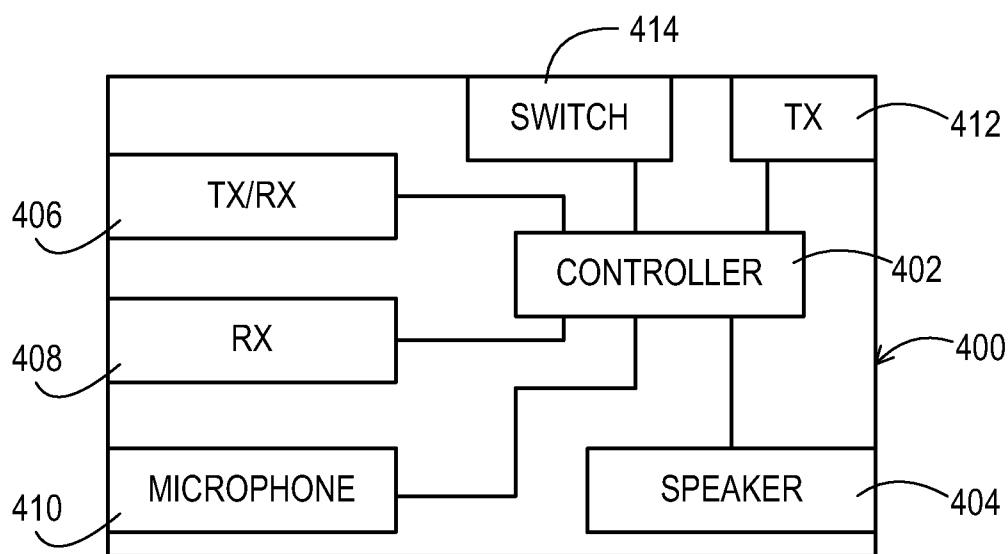 414
SWITCH
TX
412
TX/RX
406
CONTROLLER
402
RX
408
400
MICROPHONE
410
SPEAKER
404